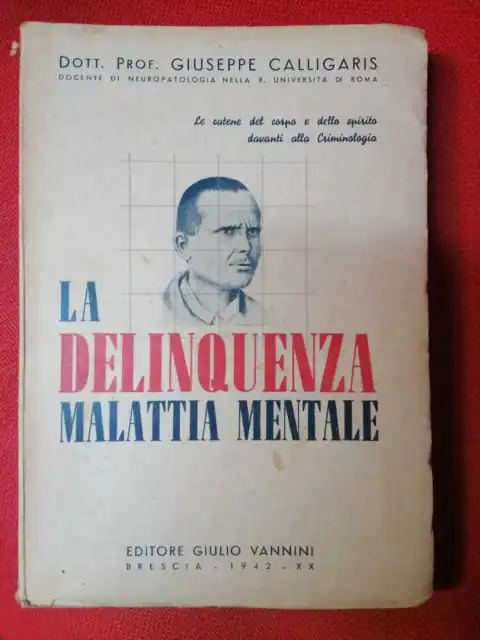 DOTT. PROF. GIUSEPPE CALLIGARIS
DOCENTE DI NEUROPATOLOGIA NELLA R. UNIVERSITÀ DI ROMA
Le catene del corpo e dello spirito
davanti alla Criminologia
LA
DELINQUENZA
MALATTIA MENTALE
EDITORE GIULIO VANNINI
BRESCIA - 1942 - XX